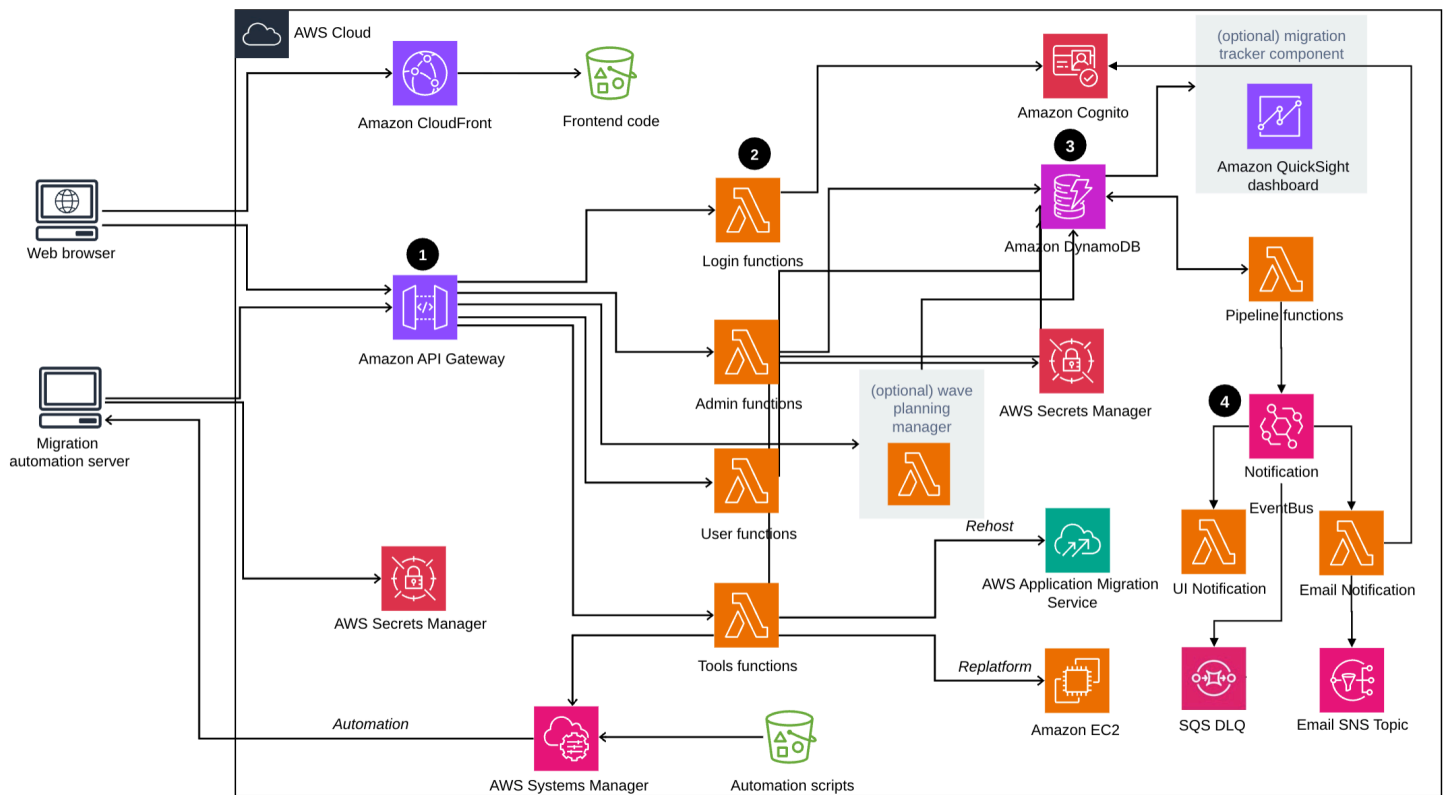 AWS Cloud
(optional) migration
tracker component
Amazon CloudFront
Frontend code
Amazon Cognito
2
3
Amazon QuickSight
dashboard
Web browser
1
Login functions
Amazon DynamoDB
Pipeline functions
Amazon API Gateway
Admin functions
(optional) wave
planning
manager
AWS Secrets Manager
4
Migration
automation server
Notification
EventBus
User functions
Rehost
AWS Application Migration
Service
UI Notification
Email Notification
AWS Secrets Manager
Tools functions
Replatform
Automation
Amazon EC2
SQS DLQ
Email SNS Topic
AWS Systems Manager
Automation scripts